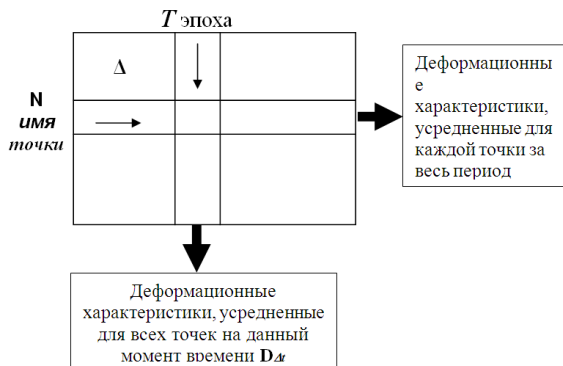 T эпоха
Δ
N
имя
точки
Деформационны
е
характеристики,
усредненные для
каждой точки за
весь период
Деформационные
характеристики, усредненные
для всех точек на данный
момент времени DΔt